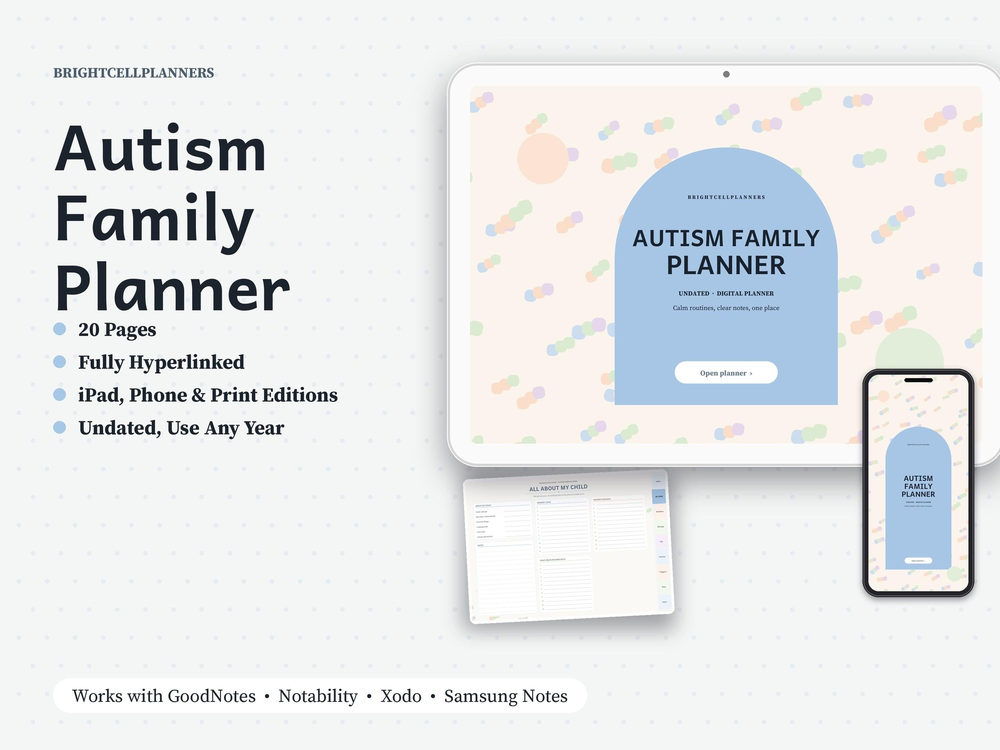 BRIGHTCELLPLANNERS
Autism
Family
Planner
20 Pages
Fully Hyperlinked
iPad, Phone & Print Editions
Undated, Use Any Year
BRIGHTCELLPLANNERS
AUTISM FAMILY
PLANNER
UNDATED · DIGITAL PLANNER
Calm routines, clear notes, one place
Open planner ›
ALL ABOUT MY CHILD
AUTISM
FAMILY
PLANNER
Works with GoodNotes • Notability • Xodo • Samsung Notes